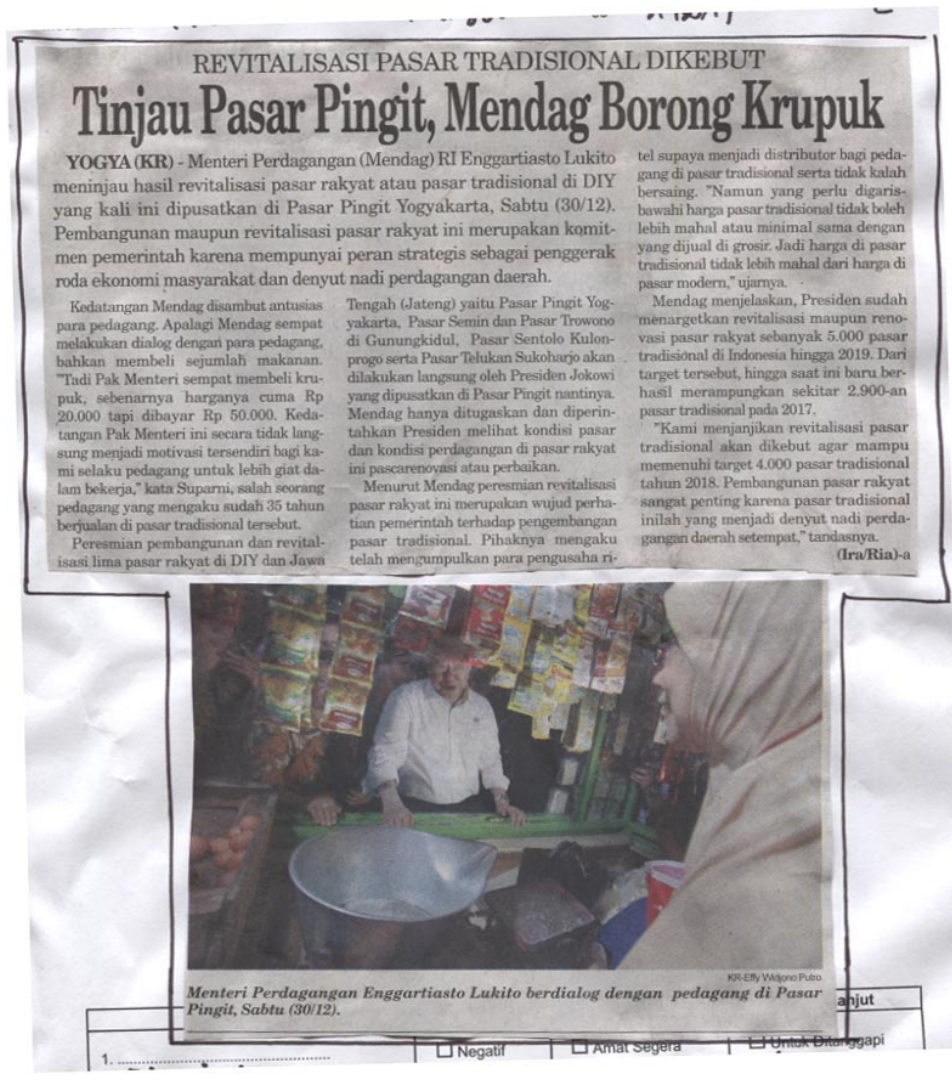 REVITALISASI PASAR TRADISIONAL DIKEBUT
Tinjau Pasar Pingit, Mendag Borong Krupuk
YOGYA (KR) - Menteri Perdagangan (Mendag) RI Enggartiasto Lukito
meninjau hasil revitalisasi pasar rakyat atau pasar tradisional di DIY
yang kali ini dipusatkan di Pasar Pingit Yogyakarta, Sabtu (30/12).
Pembangunan maupun revitalisasi pasar rakyat ini merupakan komit-
men pemerintah karena mempunyai peran strategis sebagai penggerak
roda ekonomi masyarakat dan denyut nadi perdagangan daerah.
Kedatangan Mendag disambut antusias
para pedagang. Apalagi Mendag sempat
melakukan dialog dengan para pedagang,
bahkan membeli sejumlah makanan.
"Tadi Pak Menteri sempat membeli kru-
puk, sebenarnya harganya cuma Rp
20.000 tapi dibayar Rp 50.000. Keda-
tangan Pak Menteri ini secara tidak lang-
sung menjadi motivasi tersendiri bagi ka-
mi selaku pedagang untuk lebih giat da-
lam bekerja," kata Suparni, salah seorang
pedagang yang mengaku sudah 35 tahun
berjualan di pasar tradisional tersebut.
Peresmian pembangunan dan revital-
isasi lima pasar rakyat di DIY dan Jawa
Tengah (Jateng) yaitu Pasar Pingit Yog-
yakarta, Pasar Semin dan Pasar Trowono
di Gunungkidul, Pasar Sentolo Kulon-
progo serta Pasar Telukan Sukoharjo akan
dilakukan langsung oleh Presiden Jokowi
yang dipusatkan di Pasar Pingit nantinya.
Mendag hanya ditugaskan dan diperin-
tahkan Presiden melihat kondisi pasar
dan kondisi perdagangan di pasar rakyat
ini pascarenovasi atau perbaikan.
Menurut Mendag peresmian revitalisasi
pasar rakyat ini merupakan wujud perha-
tian pemerintah terhadap pengembangan
pasar tradisional. Pihaknya mengaku
telah mengumpulkan para pengusaha ri-
tel supaya menjadi distributor bagi peda-
gang di pasar tradisional serta tidak kalah
bersaing. "Namun yang perlu digaris-
bawahi harga pasar tradisional tidak boleh
lebih mahal atau minimal sama dengan
yang dijual di grosir. Jadi harga di pasar
tradisional tidak lebih mahal dari harga di
pasar modern," ujarnya.
Mendag menjelaskan, Presiden sudah
menargetkan revitalisasi maupun reno-
vasi pasar rakyat sebanyak 5.000 pasar
tradisional di Indonesia hingga 2019. Dari
target tersebut, hingga saat ini baru ber-
hasil merampungkan sekitar 2.900-an
pasar tradisional pada 2017.
"Kami menjanjikan revitalisasi pasar
tradisional akan dikebut agar mampu
memenuhi target 4.000 pasar tradisional
tahun 2018. Pembangunan pasar rakyat
sangat penting karena pasar tradisional
inilah yang menjadi denyut nadi perda-
gangan daerah setempat," tandasnya.
(Ira/Ria)-a
KR-Effy Widjono Putro
Menteri Perdagangan Enggartiasto Lukito berdialog dengan pedagang di Pasar
Pingit, Sabtu (30/12).
anjut
1. Negatif Amat Segera Untuk Ditanggapi